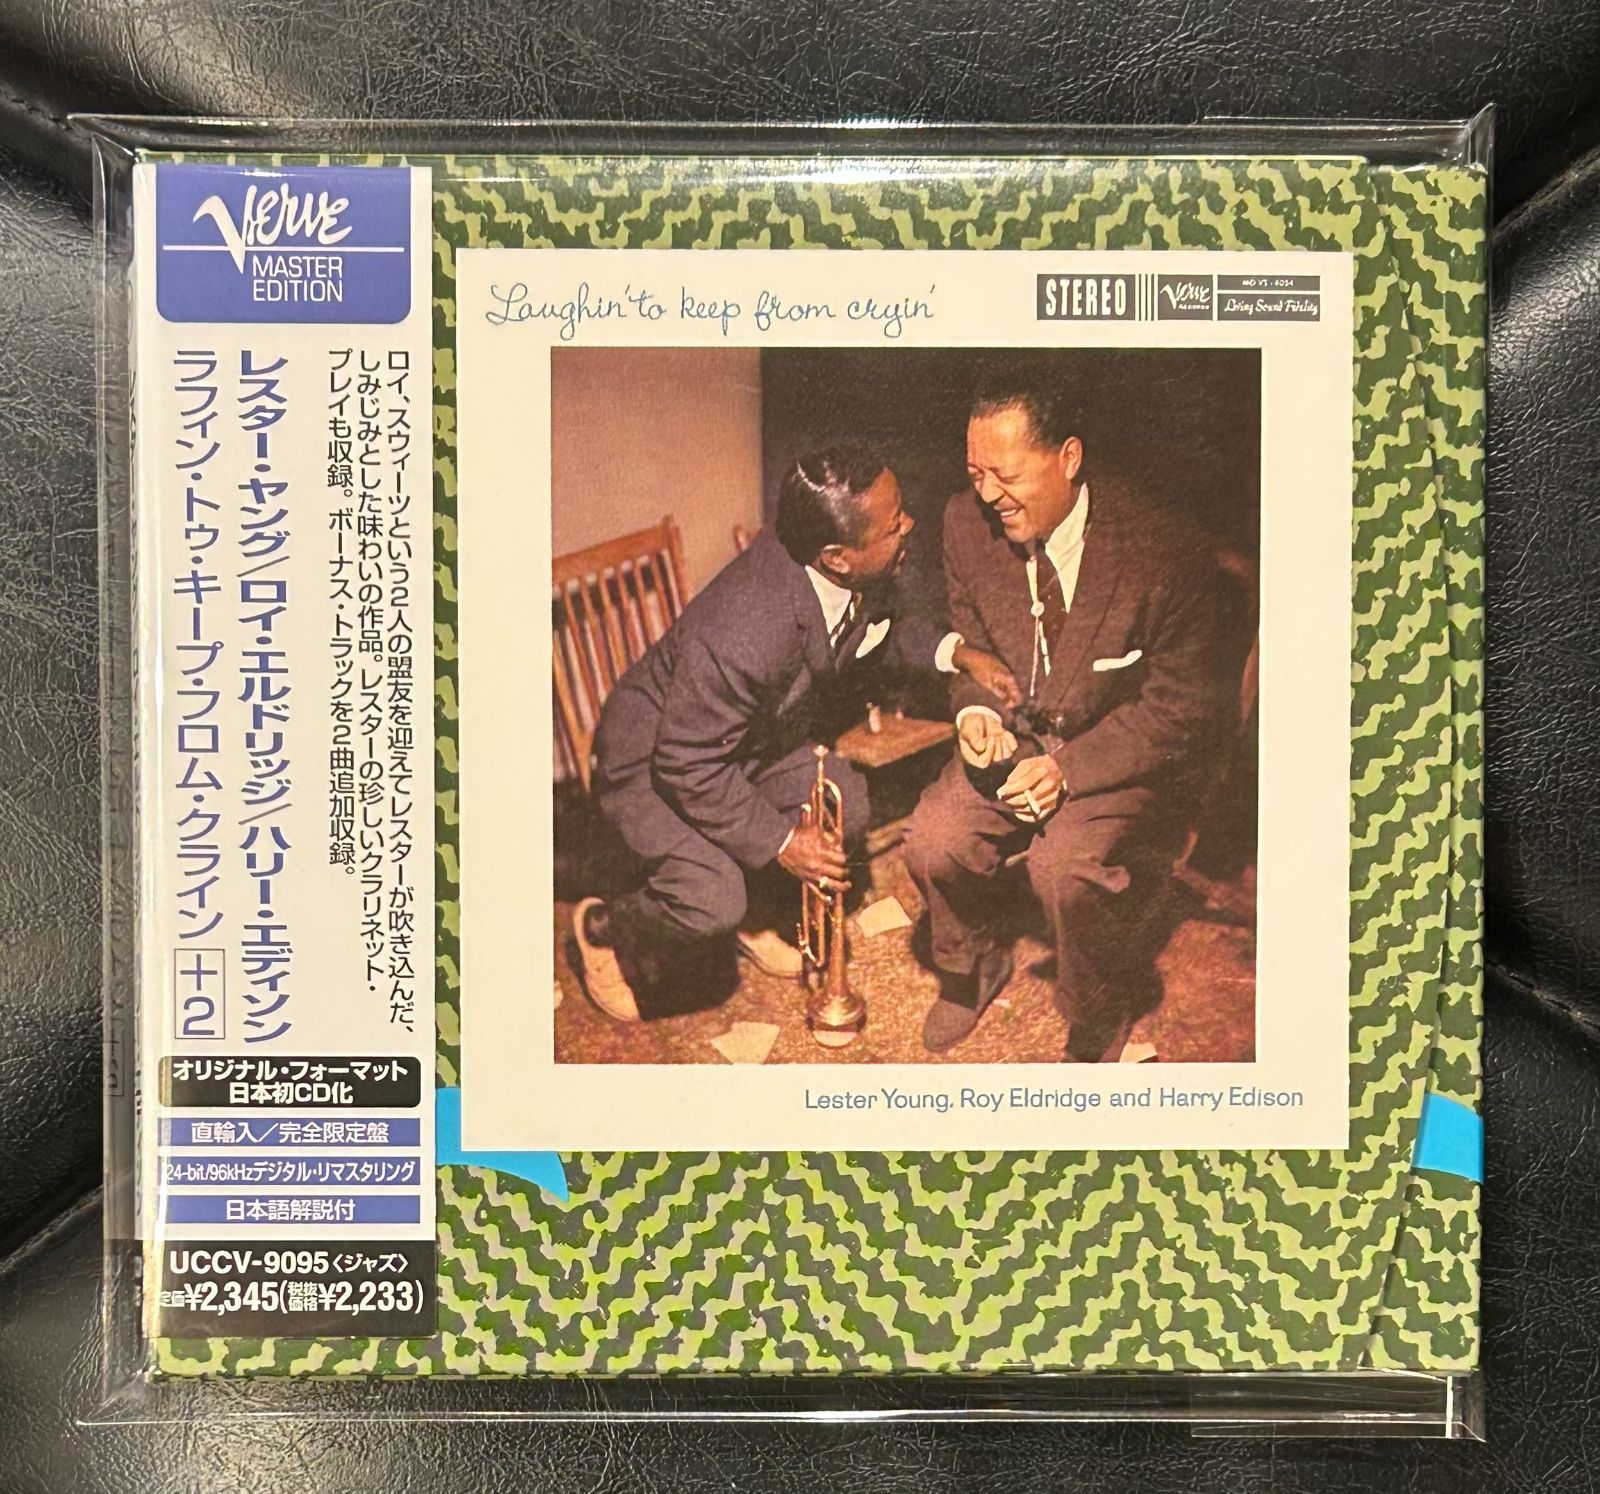 Verve
MASTER
EDITION
ロイ、スウィーツという2人の盟友を迎えてレスターが吹き込んだ、
しみじみとした味わいの作品。レスターの珍しいクラリネット・
プレイも収録。ボーナス・トラックを2曲追加収録。
レスター・ヤング/ロイ・エルドリッジ/ハリー・エディソン
ラフィン・トゥ・キープ・フロム・クライン +2
オリジナル・フォーマット
日本初CD化
直輸入/完全限定盤
24-bit/96kHzデジタル・リマスタリング
日本語解説付
UCCV-9095〈ジャズ〉
定価¥2,345(税抜価格¥2,233)
Laughin' to keep from cryin'
STEREO
Verve
RECORDS
MG VS-6054
Living Sound Fidelity
Lester Young, Roy Eldridge and Harry Edison